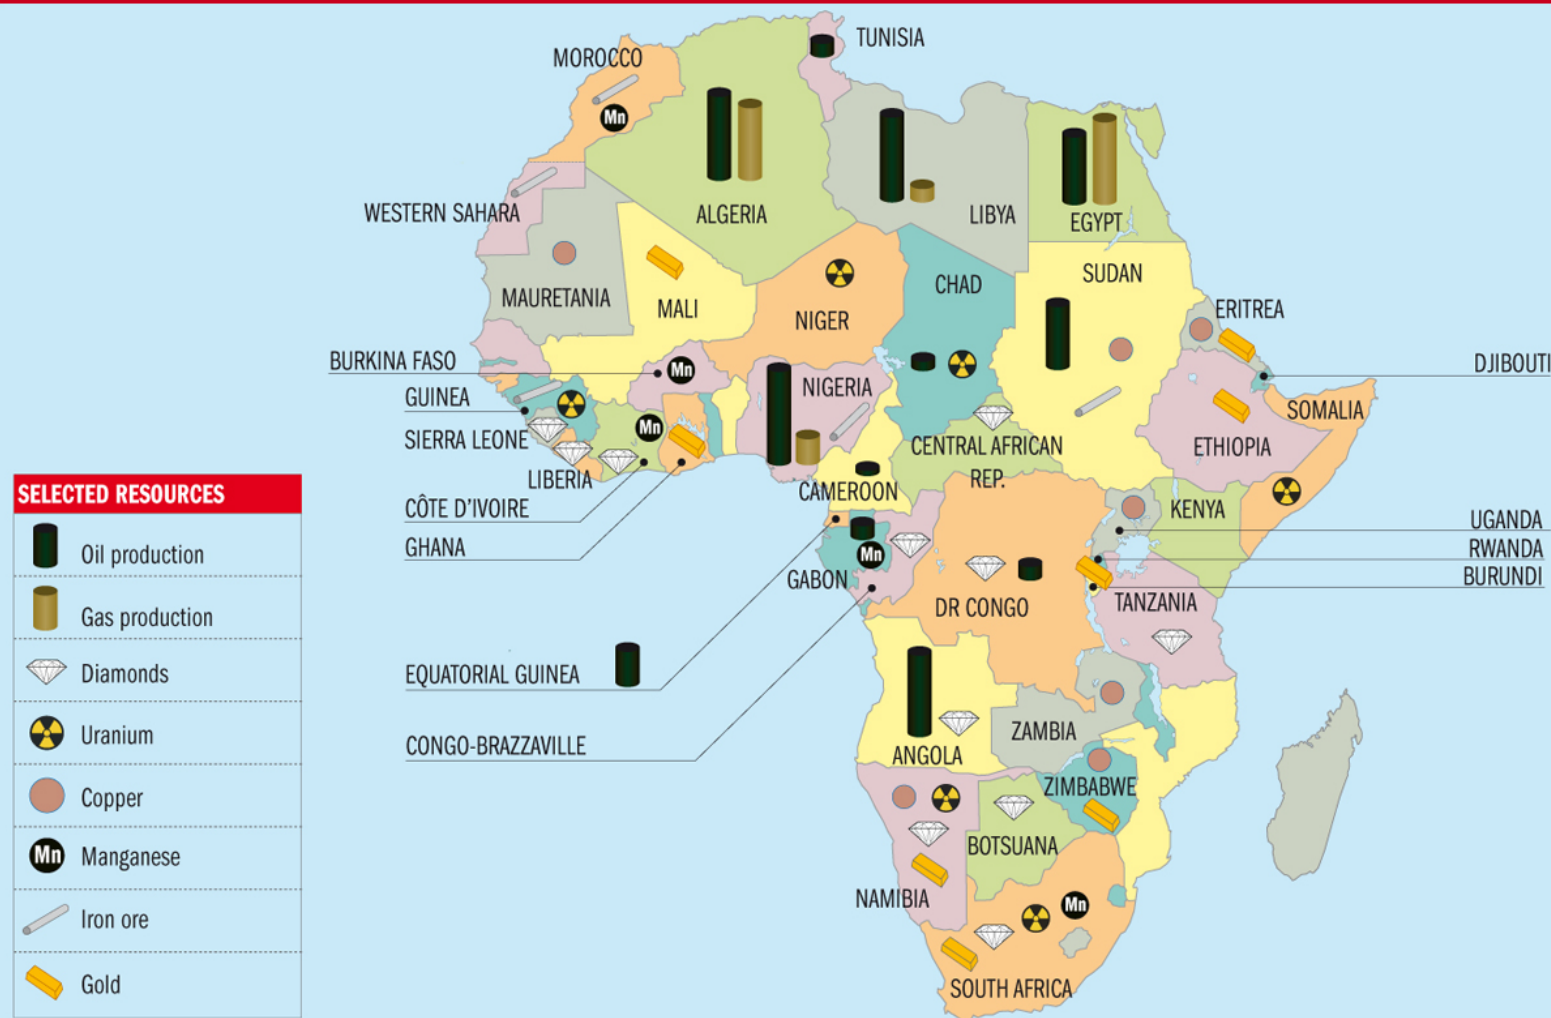 TUNISIA
MOROCCO
Mn
WESTERN SAHARA
ALGERIA
LIBYA
EGYPT
MAURETANIA
MALI
NIGER
CHAD
SUDAN
ERITREA
BURKINA FASO
Mn
NIGERIA
DJIBOUTI
GUINEA
SOMALIA
SIERRA LEONE
Mn
CENTRAL AFRICAN
REP.
ETHIOPIA
LIBERIA
CAMEROON
CÔTE D'IVOIRE
KENYA
UGANDA
GHANA
Mn
RWANDA
GABON
BURUNDI
DR CONGO
TANZANIA
EQUATORIAL GUINEA
CONGO-BRAZZAVILLE
ANGOLA
ZAMBIA
ZIMBABWE
BOTSUANA
NAMIBIA
Mn
SOUTH AFRICA
SELECTED RESOURCES
Oil production
Gas production
Diamonds
Uranium
Copper
Mn Manganese
Iron ore
Gold